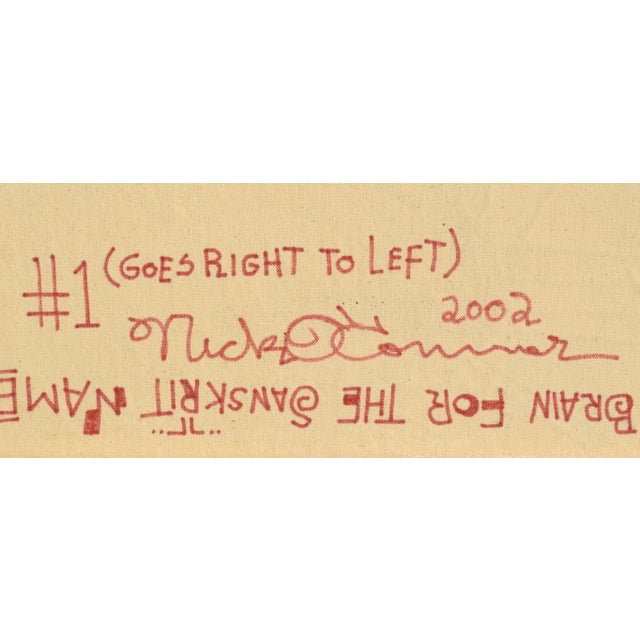 #1 (GOES RIGHT TO LEFT)
Nick O'Connor 2002
BRAIN FOR THE SANSKRIT NAME